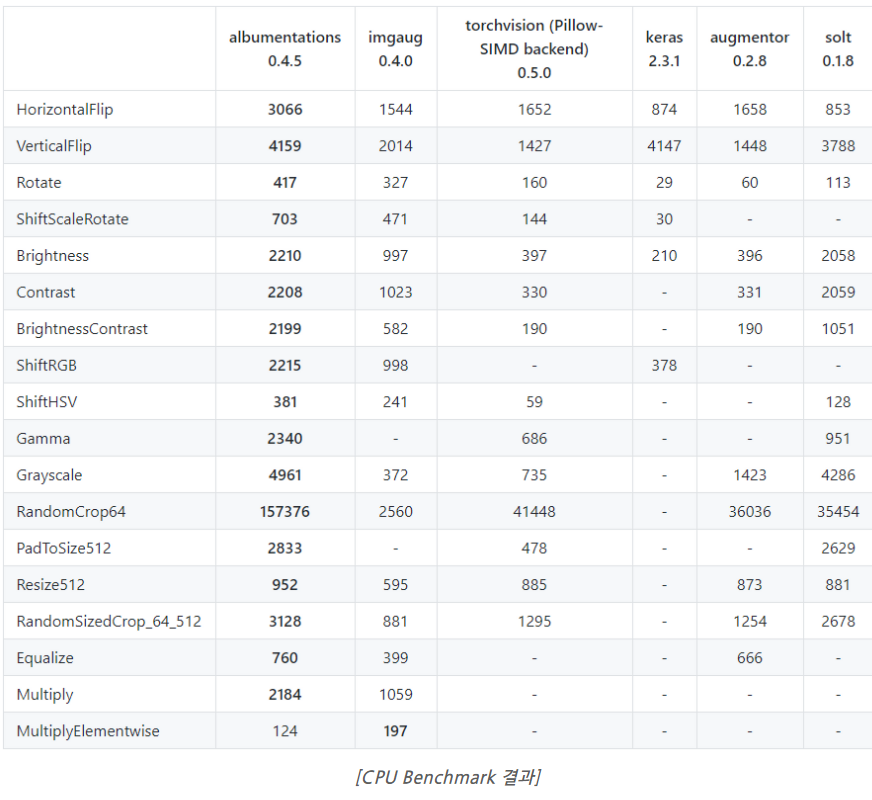 albumentations 0.4.5 imgaug 0.4.0 torchvision (Pillow-SIMD backend) 0.5.0 keras 2.3.1 augmentor 0.2.8 solt 0.1.8
HorizontalFlip 3066 1544 1652 874 1658 853
VerticalFlip 4159 2014 1427 4147 1448 3788
Rotate 417 327 160 29 60 113
ShiftScaleRotate 703 471 144 30 - -
Brightness 2210 997 397 210 396 2058
Contrast 2208 1023 330 - 331 2059
BrightnessContrast 2199 582 190 - 190 1051
ShiftRGB 2215 998 - 378 - -
ShiftHSV 381 241 59 - - 128
Gamma 2340 - 686 - - 951
Grayscale 4961 372 735 - 1423 4286
RandomCrop64 157376 2560 41448 - 36036 35454
PadToSize512 2833 - 478 - - 2629
Resize512 952 595 885 - 873 881
RandomSizedCrop_64_512 3128 881 1295 - 1254 2678
Equalize 760 399 - - 666 -
Multiply 2184 1059 - - - -
MultiplyElementwise 124 197 - - - -
[CPU Benchmark 결과]